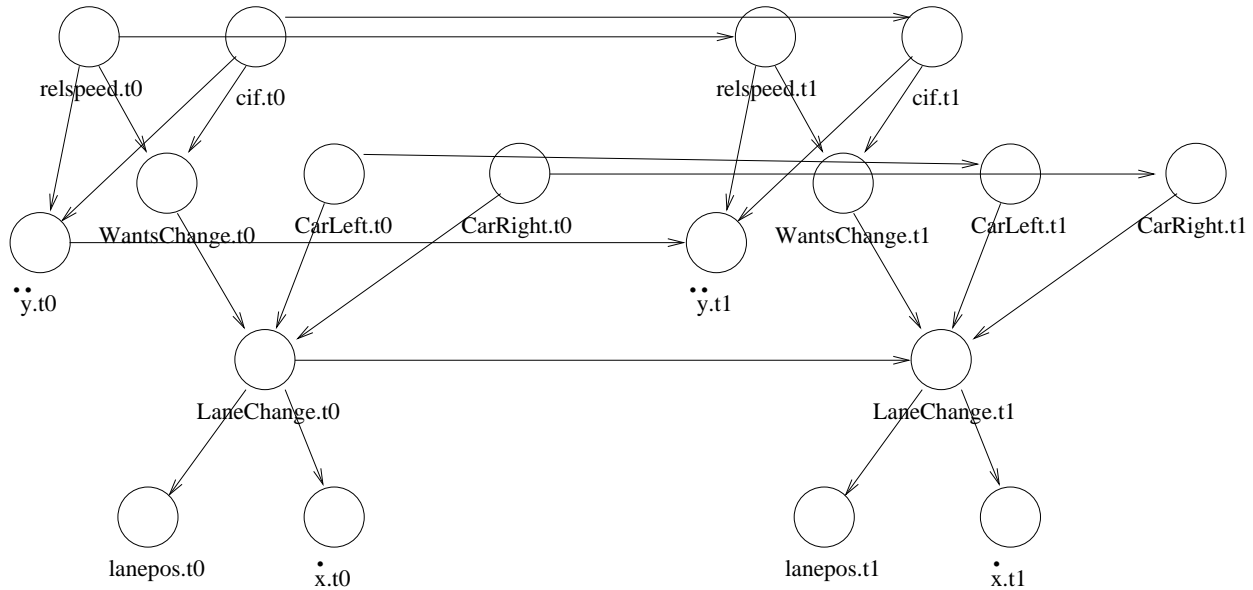 relspeed.t0
cif.t0
relspeed.t1
cif.t1
WantsChange.t0
CarLeft.t0
CarRight.t0
WantsChange.t1
CarLeft.t1
CarRight.t1
ÿ.t0
ÿ.t1
LaneChange.t0
LaneChange.t1
lanepos.t0
ẋ.t0
lanepos.t1
ẋ.t1